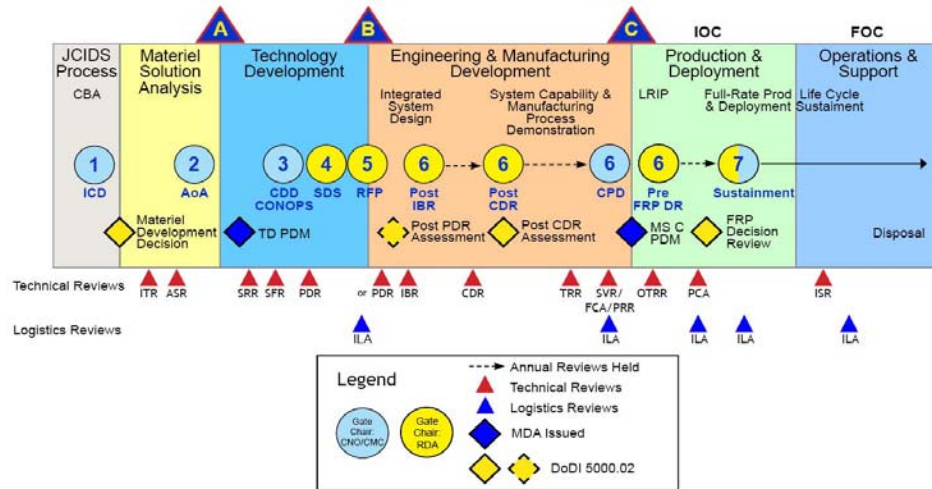 A
B
C
IOC
FOC
JCIDS
Process
CBA
Materiel
Solution
Analysis
Technology
Development
Engineering & Manufacturing
Development
Production
&
Deployment
Operations
& Support
Integrated
System
Design
System Capability &
Manufacturing
Process
Demonstration
LRIP
Full-Rate Prod
& Deployment
Life Cycle
Sustaiment
1
ICD
2
AoA
3
CDD
CONOPS
4
SDS
5
RFP
6
Post
IBR
6
Post
CDR
6
CPD
6
Pre
FRP DR
7
Sustainment
Materiel
Development
Decision
TD PDM
Post PDR
Assessment
Post CDR
Assessment
MS C
PDM
FRP
Decision
Review
Disposal
Technical Reviews
ITR
ASR
SRR
SFR
PDR
or PDR
IBR
CDR
TRR
SVR/
FCA/PRR
OTRR
PCA
ISR
Logistics Reviews
ILA
ILA
ILA
ILA
ILA
Legend
Gate
Chair:
CNO/CMC
Gate
Chair:
RDA
Annual Reviews Held
Technical Reviews
Logistics Reviews
MDA Issued
DoDI 5000.02